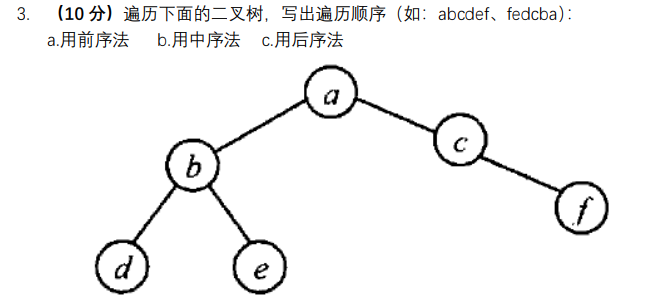 3. （10 分）遍历下面的二叉树，写出遍历顺序（如：abcdef、fedcba）：
a.用前序法 b.用中序法 c.用后序法
a
c
b
f
d
e